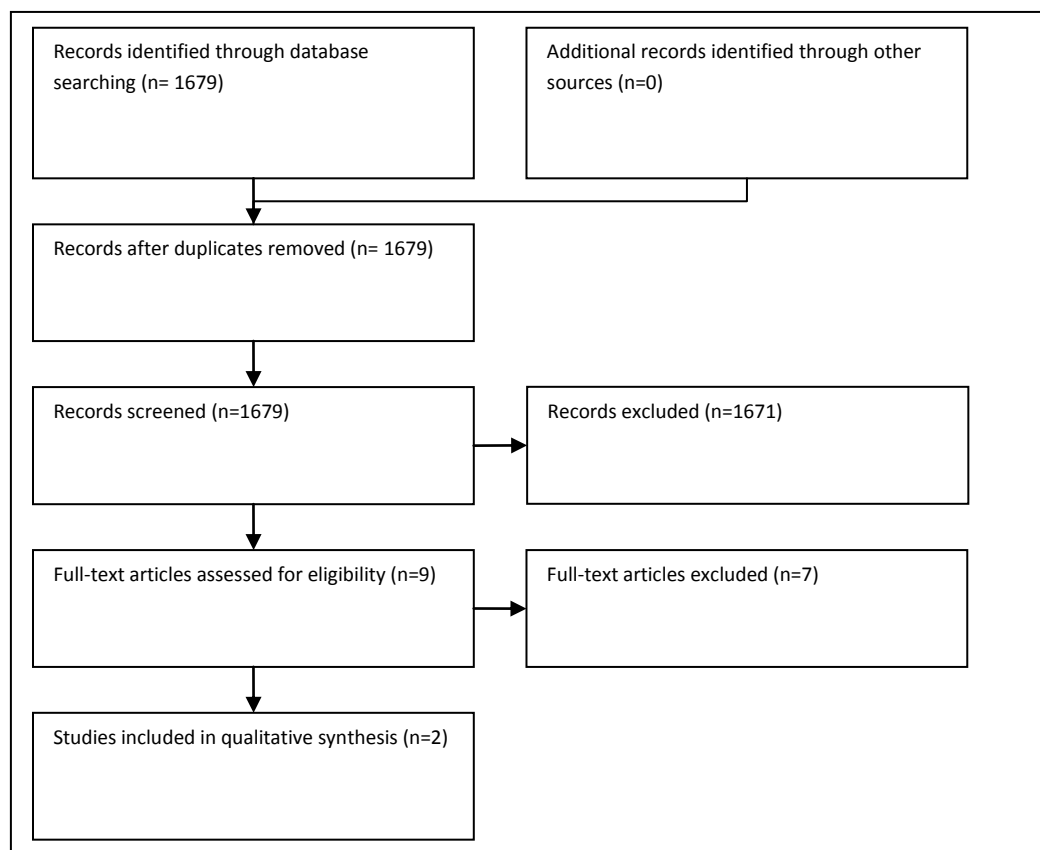 Records identified through database
searching (n= 1679)
Additional records identified through other
sources (n=0)
Records after duplicates removed (n= 1679)
Records screened (n=1679)
Records excluded (n=1671)
Full-text articles assessed for eligibility (n=9)
Full-text articles excluded (n=7)
Studies included in qualitative synthesis (n=2)